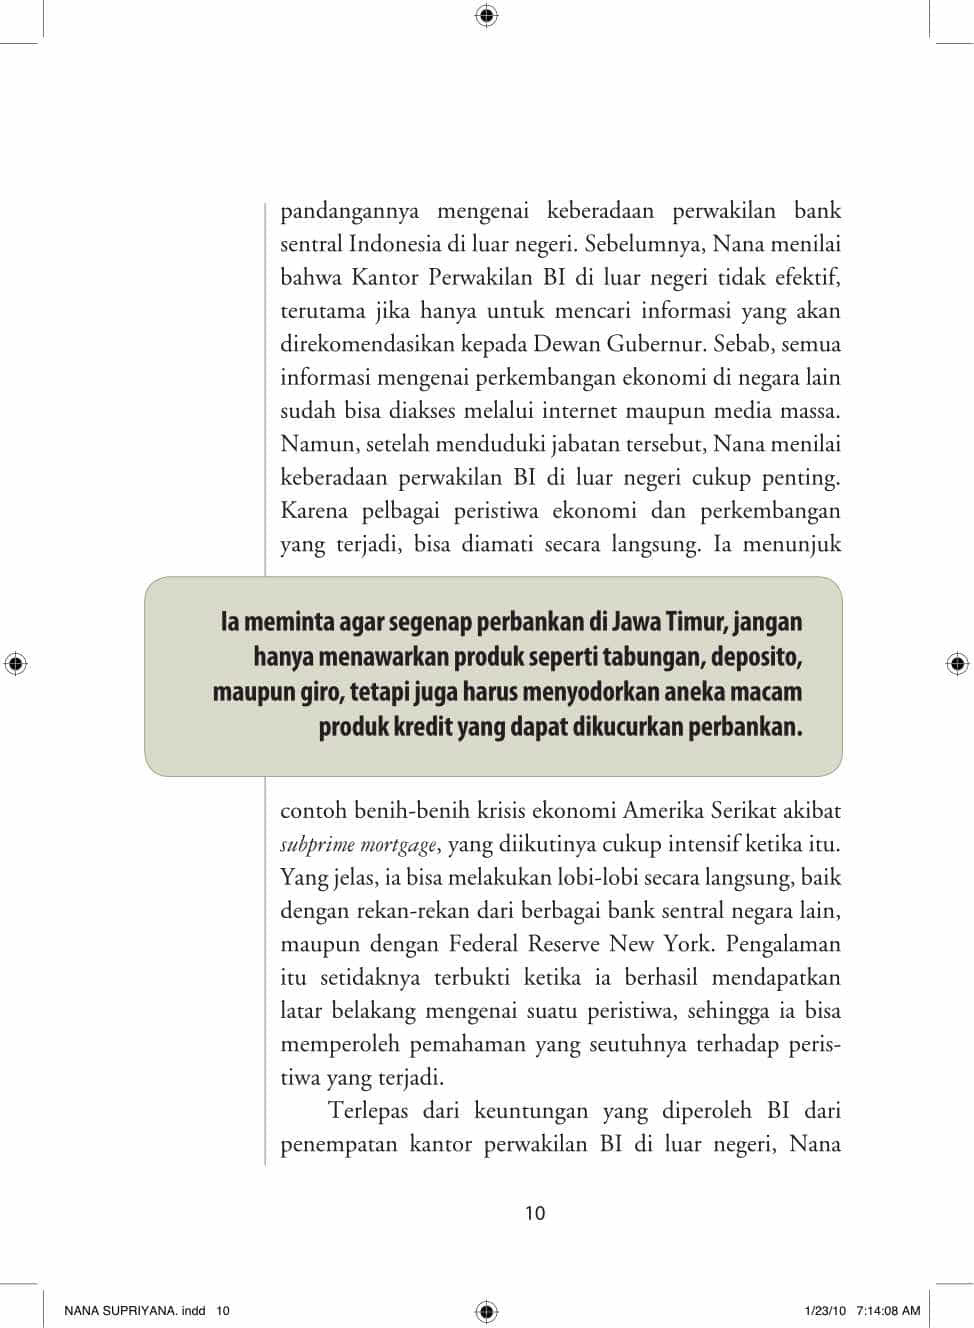 pandangannya mengenai keberadaan perwakilan bank
sentral Indonesia di luar negeri. Sebelumnya, Nana menilai
bahwa Kantor Perwakilan BI di luar negeri tidak efektif,
terutama jika hanya untuk mencari informasi yang akan
direkomendasikan kepada Dewan Gubernur. Sebab, semua
informasi mengenai perkembangan ekonomi di negara lain
sudah bisa diakses melalui internet maupun media massa.
Namun, setelah menduduki jabatan tersebut, Nana menilai
keberadaan perwakilan BI di luar negeri cukup penting.
Karena pelbagai peristiwa ekonomi dan perkembangan
yang terjadi, bisa diamati secara langsung. Ia menunjuk
Ia meminta agar segenap perbankan di Jawa Timur, jangan
hanya menawarkan produk seperti tabungan, deposito,
maupun giro, tetapi juga harus menyodorkan aneka macam
produk kredit yang dapat dikucurkan perbankan.
contoh benih-benih krisis ekonomi Amerika Serikat akibat
subprime mortgage, yang diikutinya cukup intensif ketika itu.
Yang jelas, ia bisa melakukan lobi-lobi secara langsung, baik
dengan rekan-rekan dari berbagai bank sentral negara lain,
maupun dengan Federal Reserve New York. Pengalaman
itu setidaknya terbukti ketika ia berhasil mendapatkan
latar belakang mengenai suatu peristiwa, sehingga ia bisa
memperoleh pemahaman yang seutuhnya terhadap peris-
tiwa yang terjadi.
Terlepas dari keuntungan yang diperoleh BI dari
penempatan kantor perwakilan BI di luar negeri, Nana
10
NANA SUPRIYANA. indd 10
1/23/10 7:14:08 AM